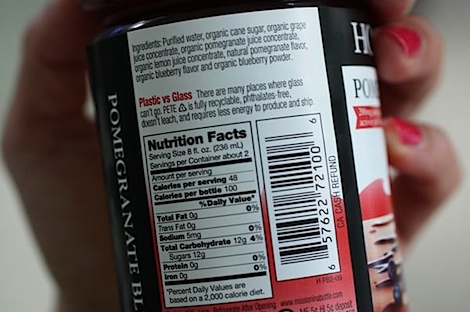 Ingredients: Purified water, organic cane sugar, organic grape
juice concentrate, organic pomegranate juice concentrate,
organic lemon juice concentrate, natural pomegranate flavor,
organic blueberry flavor and organic blueberry powder.
Plastic vs Glass There are many places where glass
can't go. PETE is fully recyclable, phthalates-free,
doesn't leach, and requires less energy to produce and ship.
Nutrition Facts
Serving Size 8 fl. oz (236 mL)
Servings per Container about 2
Amount per serving
Calories per serving 48
Calories per bottle 100
% Daily Value*
Total Fat 0g 0%
Trans Fat 0g
Sodium 5mg 0%
Total Carbohydrate 12g 4%
Sugars 12g
Protein 0g 0%
Iron 0g 0%
*Percent Daily Values are
based on a 2,000 calorie diet.
6 57622 72100 6
CA CASH REFUND
POMEGRANATE BL
HO
POM
After Opening
www.missioninabottle.com